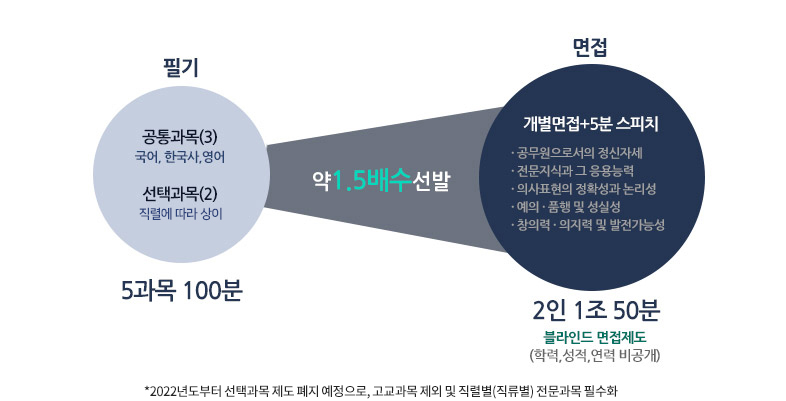 필기
공통과목(3)
국어, 한국사,영어
선택과목(2)
직렬에 따라 상이
5과목 100분
약1.5배수선발
면접
개별면접+5분 스피치
· 공무원으로서의 정신자세
· 전문지식과 그 응용능력
· 의사표현의 정확성과 논리성
· 예의 · 품행 및 성실성
· 창의력 · 의지력 및 발전가능성
2인 1조 50분
블라인드 면접제도
(학력,성적,연력 비공개)
*2022년도부터 선택과목 제도 폐지 예정으로, 고교과목 제외 및 직렬별(직류별) 전문과목 필수화